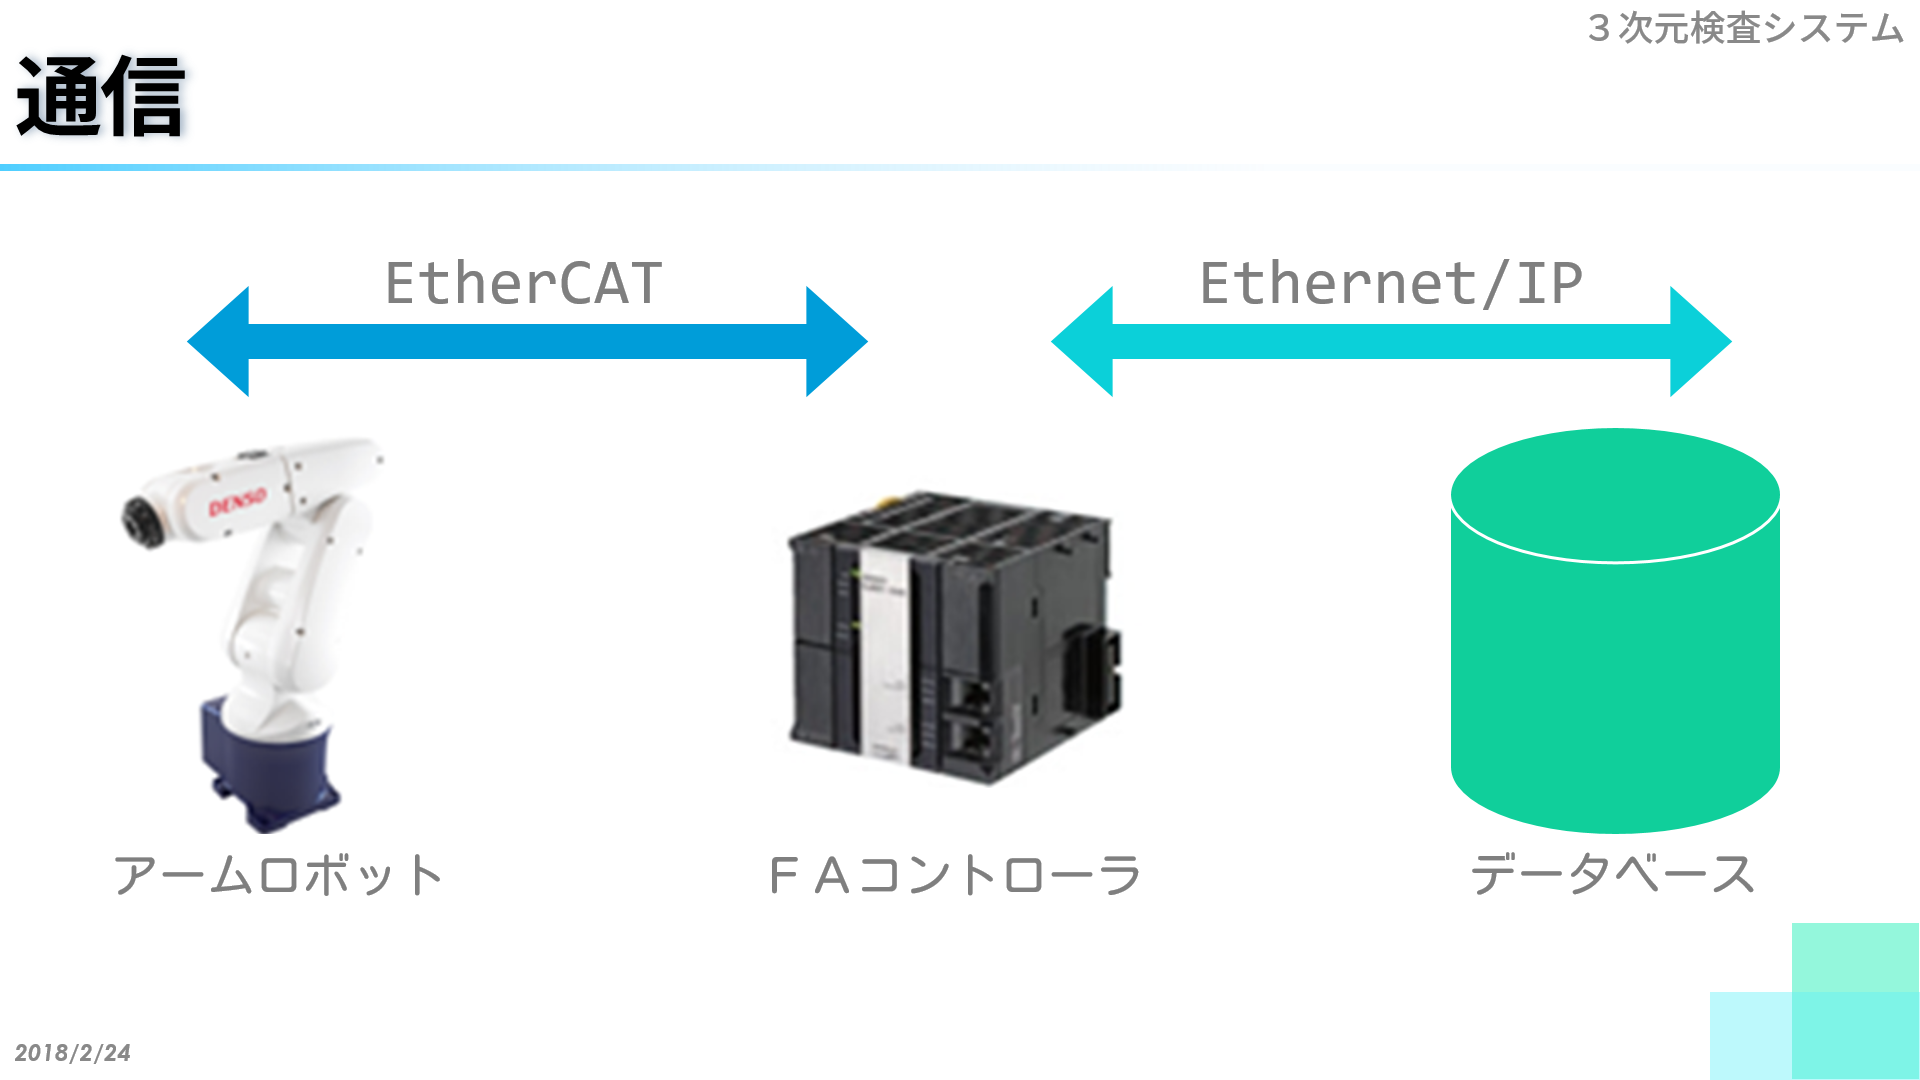 ３次元検査システム
通信
EtherCAT
Ethernet/IP
DENSO
アームロボット
ＦＡコントローラ
データベース
2018/2/24